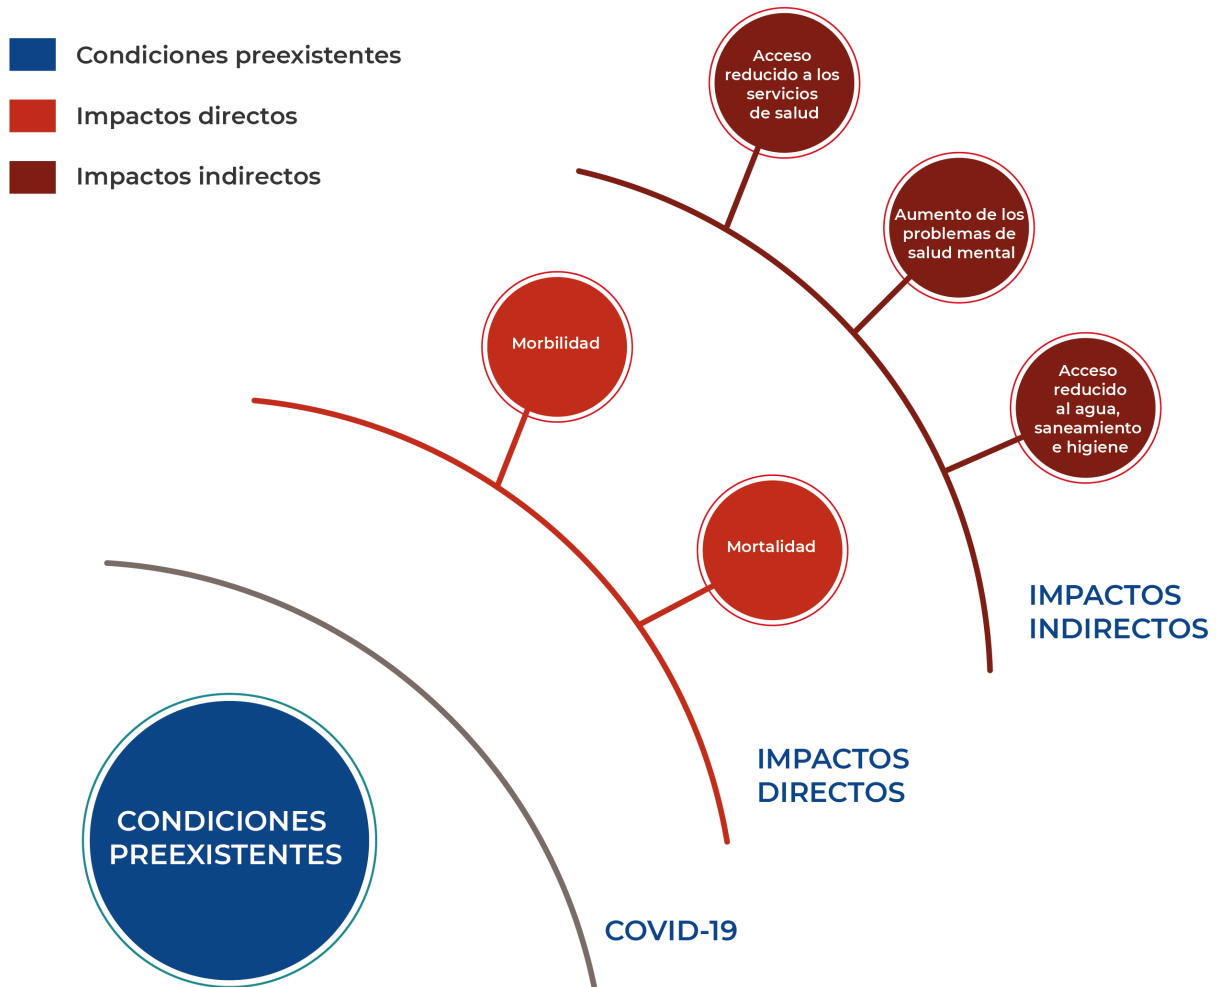 Condiciones preexistentes
Impactos directos
Impactos indirectos
Acceso
reducido a los
servicios
de salud
Aumento de los
problemas de
salud mental
Acceso
reducido
al agua,
saneamiento
e higiene
Morbilidad
Mortalidad
IMPACTOS
INDIRECTOS
IMPACTOS
DIRECTOS
CONDICIONES
PREEXISTENTES
COVID-19